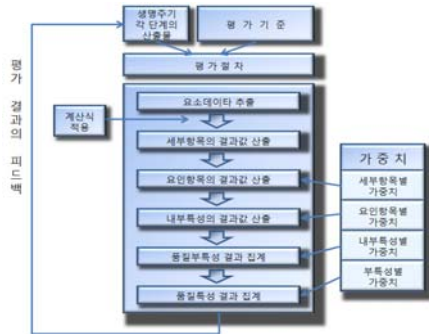 생명주기
각 단계의
산출물
평 가 기 준
평 가 절 차
평 가 결 과 의 피 드 백
요소데이타 추출
계산식
적용
세부항목의 결과값 산출
요인항목의 결과값 산출
내부특성의 결과값 산출
품질부특성 결과 집계
품질특성 결과 집계
가 중 치
세부항목별
가중치
요인항목별
가중치
내부특성별
가중치
부특성별
가중치